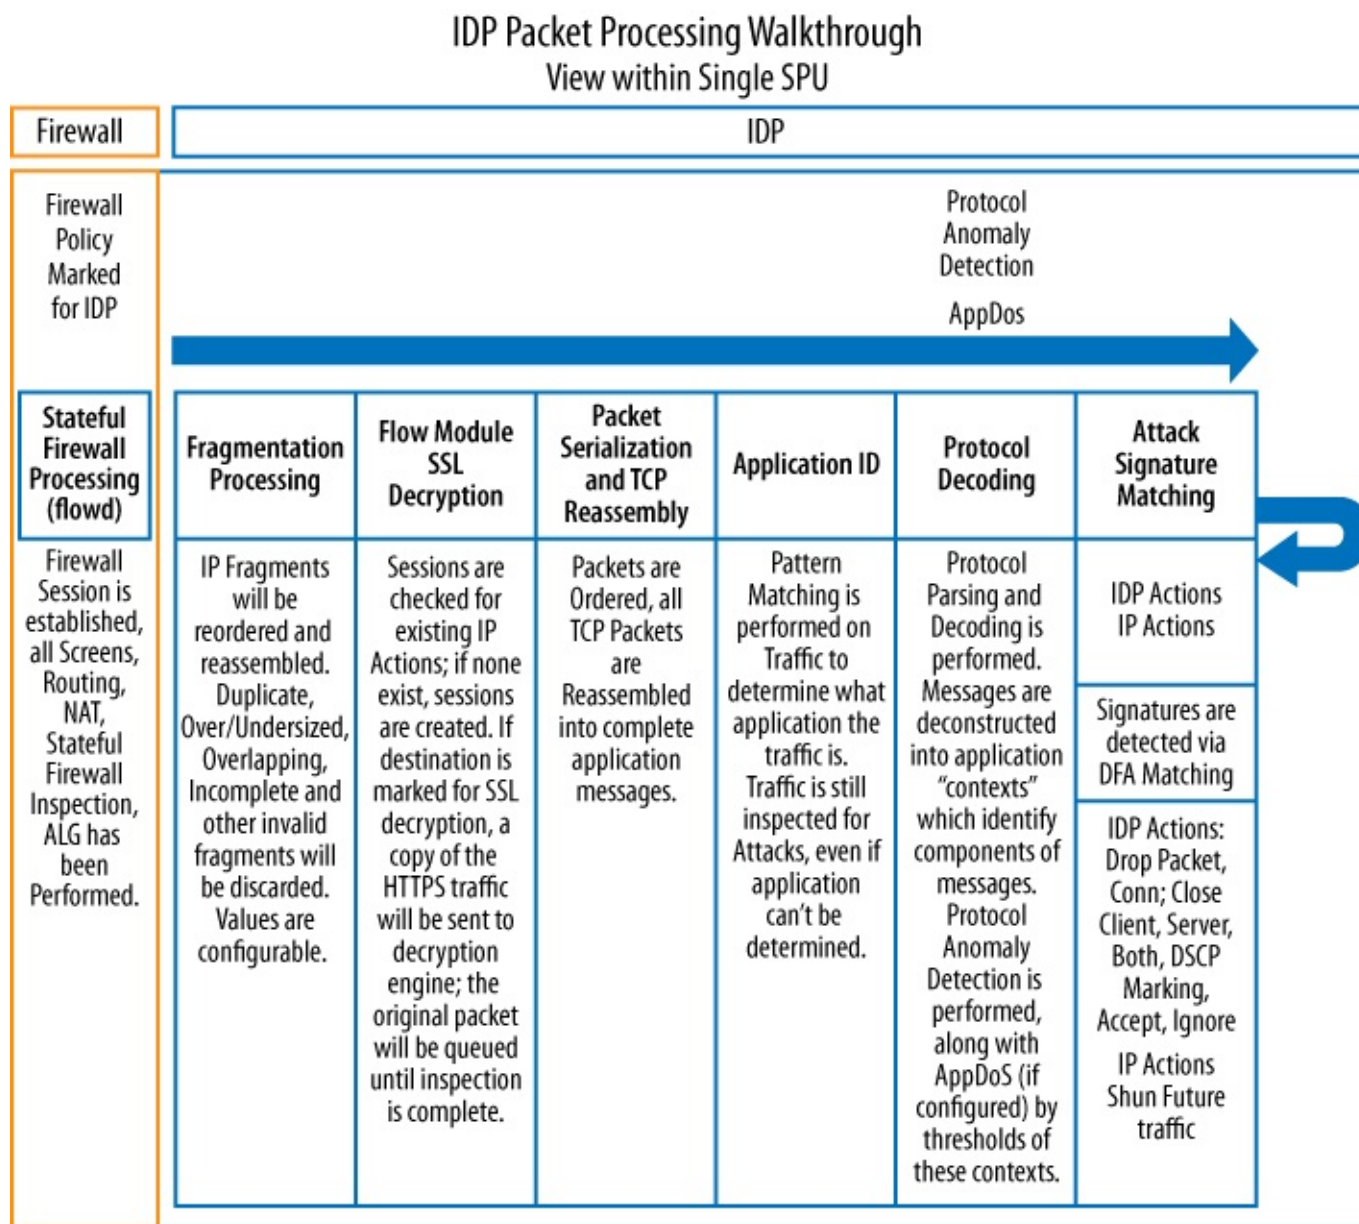 IDP Packet Processing Walkthrough
View within Single SPU
Firewall
IDP
Firewall
Policy
Marked
for IDP
Protocol
Anomaly
Detection
AppDos
Stateful
Firewall
Processing
(flowd)
Firewall
Session is
established,
all Screens,
Routing,
NAT,
Stateful
Firewall
Inspection,
ALG has
been
Performed.
Fragmentation
Processing
IP Fragments
will be
reordered and
reassembled.
Duplicate,
Over/Undersized,
Overlapping,
Incomplete and
other invalid
fragments will
be discarded.
Values are
configurable.
Flow Module
SSL
Decryption
Sessions are
checked for
existing IP
Actions; if none
exist, sessions
are created. If
destination is
marked for SSL
decryption, a
copy of the
HTTPS traffic
will be sent to
decryption
engine; the
original packet
will be queued
until inspection
is complete.
Packet
Serialization
and TCP
Reassembly
Packets are
Ordered, all
TCP Packets
are
Reassembled
into complete
application
messages.
Application ID
Pattern
Matching is
performed on
Traffic to
determine what
application the
traffic is.
Traffic is still
inspected for
Attacks, even if
application
can't be
determined.
Protocol
Decoding
Protocol
Parsing and
Decoding is
performed.
Messages are
deconstructed
into application
“contexts”
which identify
components of
messages.
Protocol
Anomaly
Detection is
performed,
along with
AppDoS (if
configured) by
thresholds of
these contexts.
Attack
Signature
Matching
IDP Actions
IP Actions
Signatures are
detected via
DFA Matching
IDP Actions:
Drop Packet,
Conn; Close
Client, Server,
Both, DSCP
Marking,
Accept, Ignore
IP Actions
Shun Future
traffic